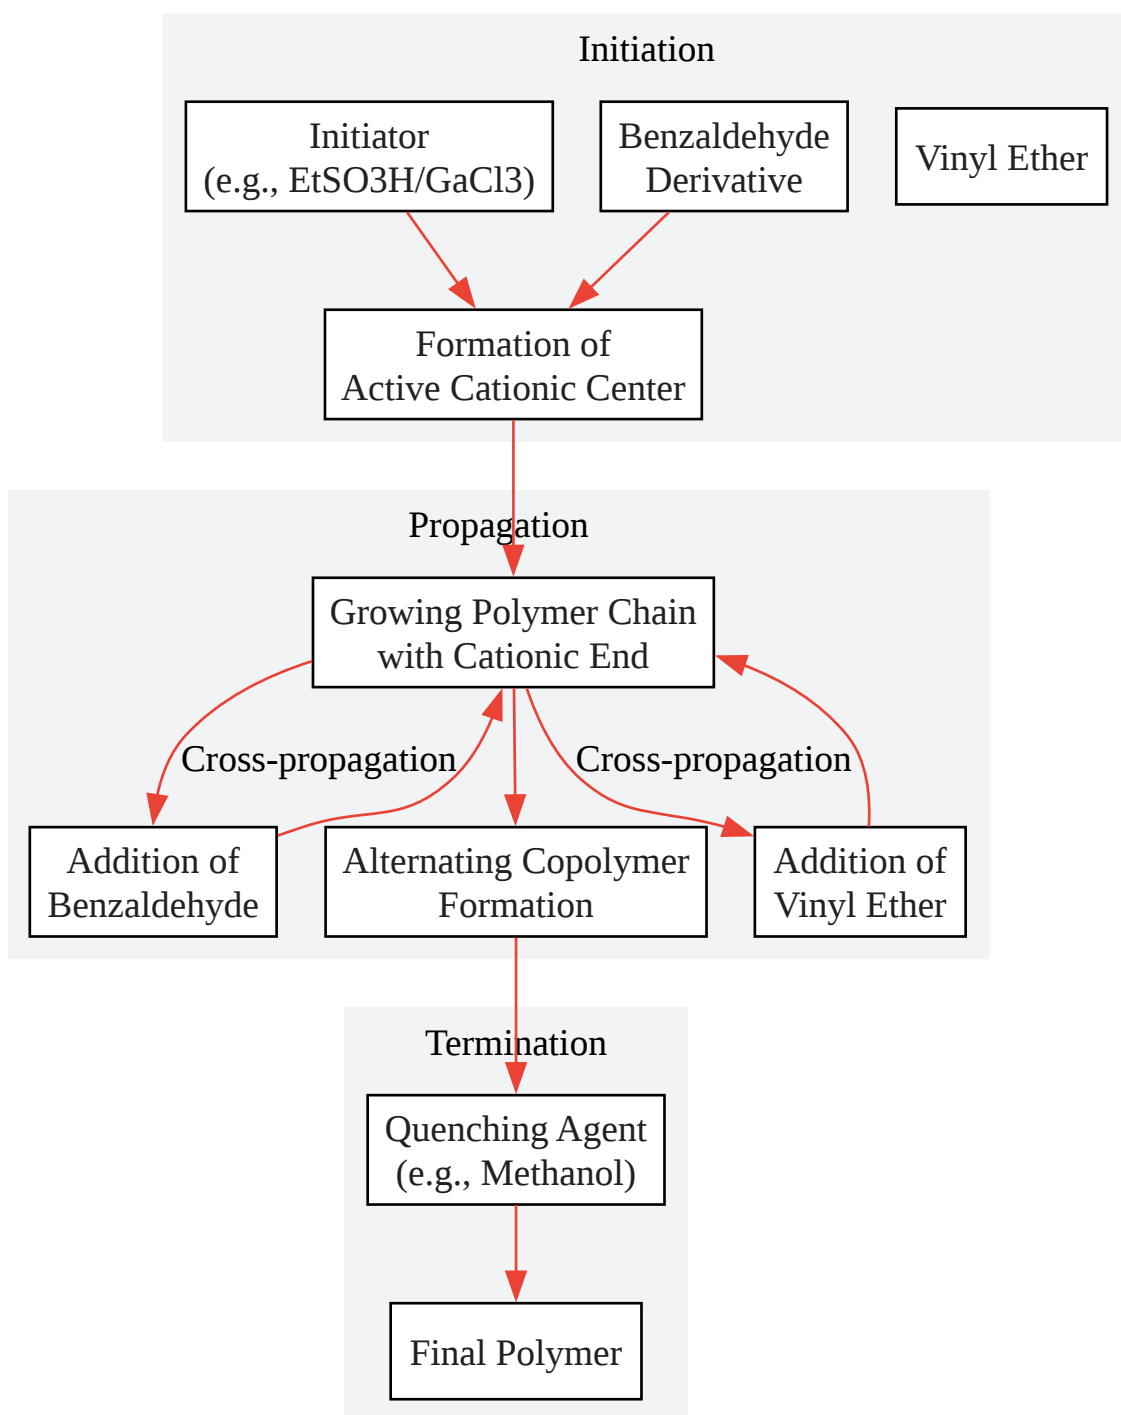 Initiation
Initiator
(e.g., EtSO3H/GaCl3)
Benzaldehyde
Derivative
Vinyl Ether
Formation of
Active Cationic Center
Propagation
Growing Polymer Chain
with Cationic End
Cross-propagation
Cross-propagation
Addition of
Benzaldehyde
Alternating Copolymer
Formation
Addition of
Vinyl Ether
Termination
Quenching Agent
(e.g., Methanol)
Final Polymer